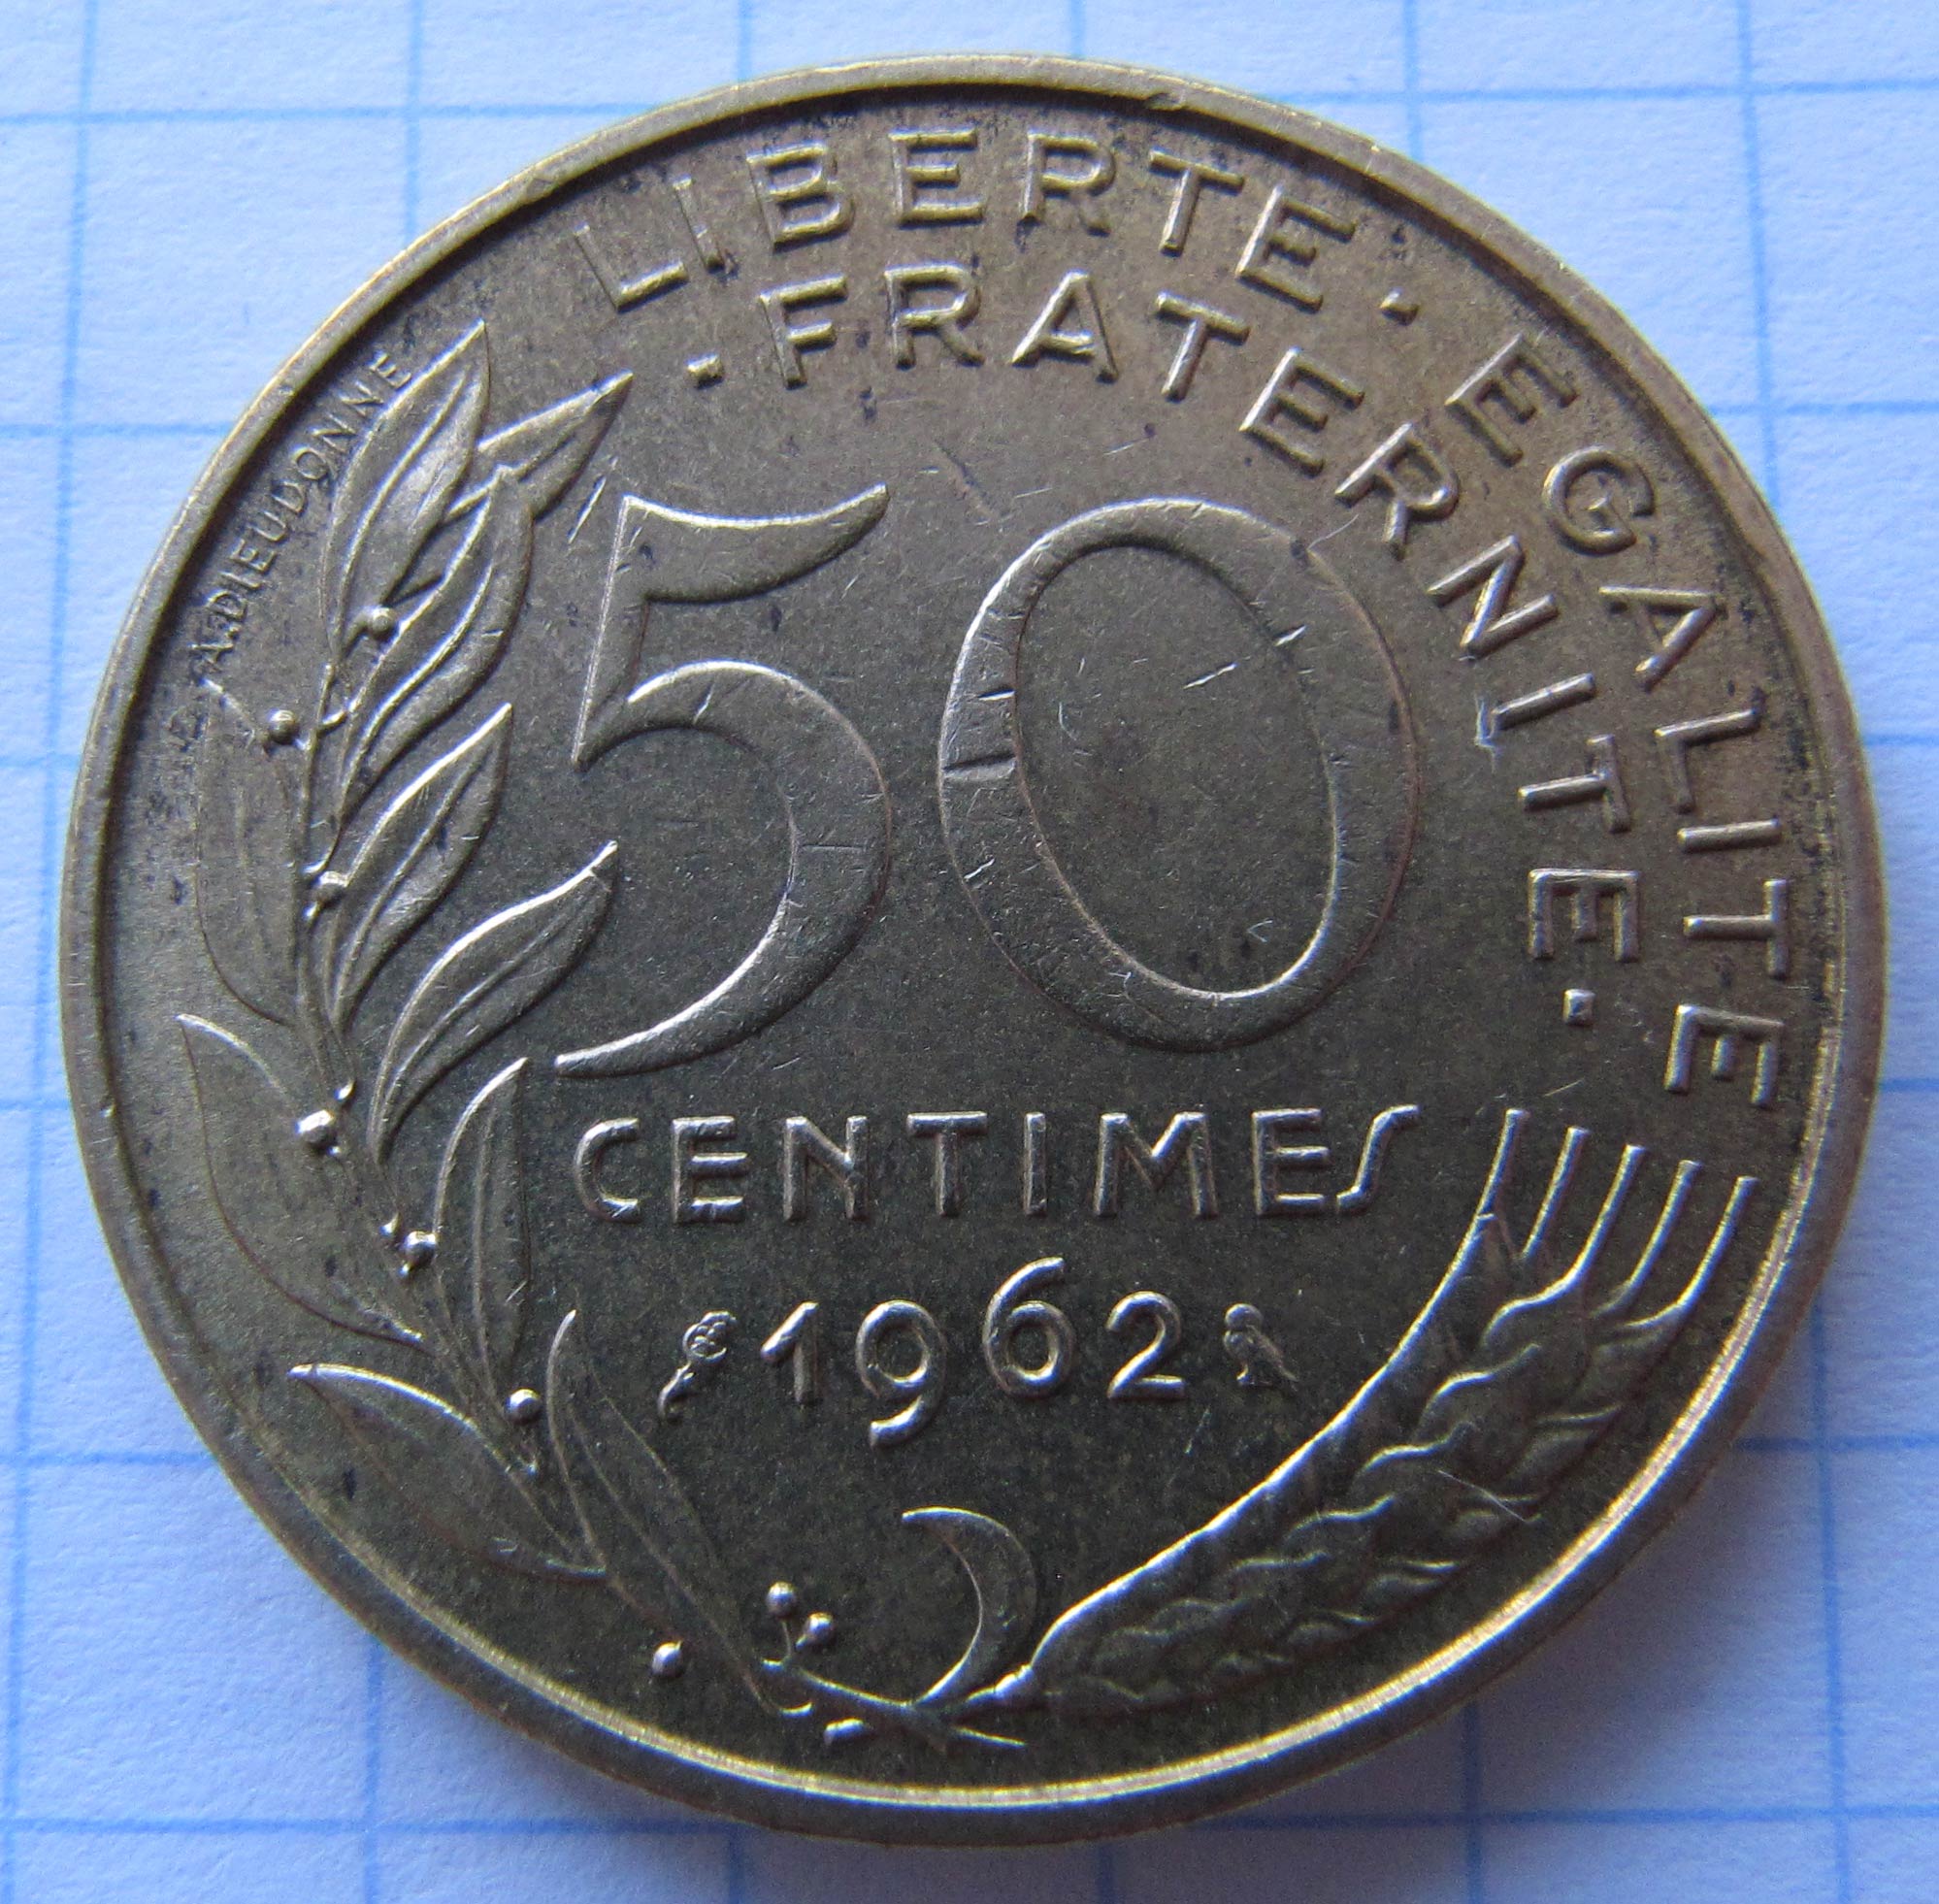 LIBERTE · EGALITE
· FRATERNITE ·
A.DIEUDONNE
50
CENTIMES
1962